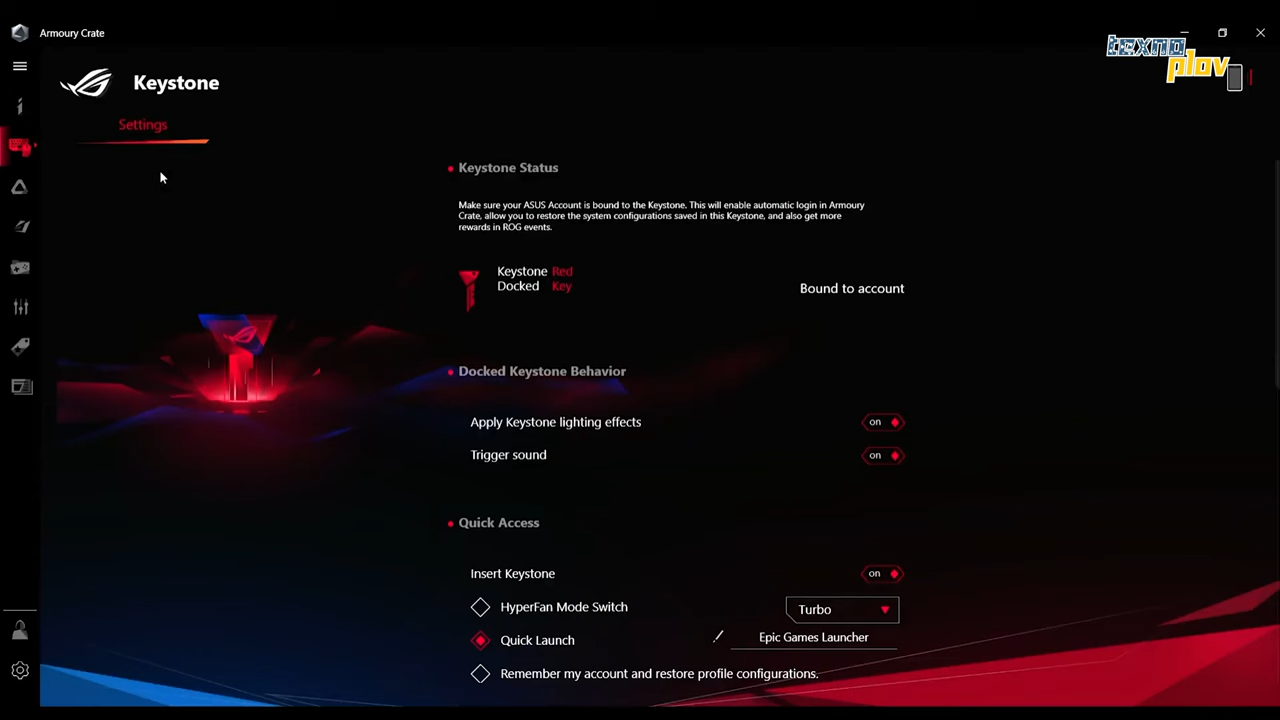 Armoury Crate
texno
plov
Keystone
Settings
Keystone Status
Make sure your ASUS Account is bound to the Keystone. This will enable automatic login in Armoury
Crate, allow you to restore the system configurations saved in this Keystone, and also get more
rewards in ROG events.
Keystone Red
Docked Key
Bound to account
Docked Keystone Behavior
Apply Keystone lighting effects
on
Trigger sound
on
Quick Access
Insert Keystone
on
HyperFan Mode Switch
Turbo
Quick Launch
Epic Games Launcher
Remember my account and restore profile configurations.